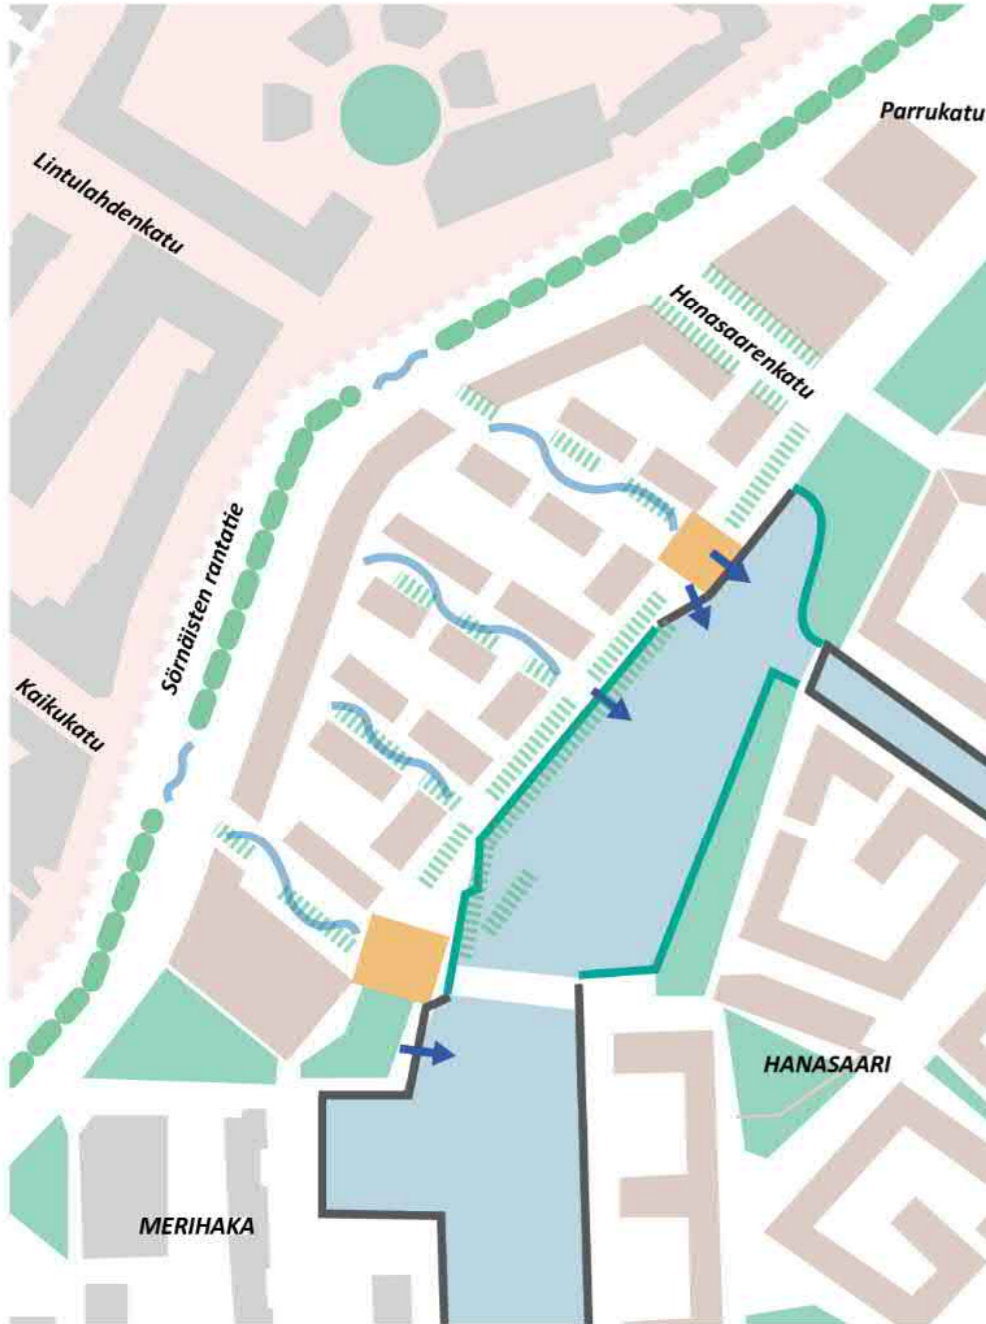 Parrukatu
Lintulahdenkatu
Hanasaarenkatu
Sörnäisten rantatie
Kaikukatu
HANASAARI
MERIHAKA